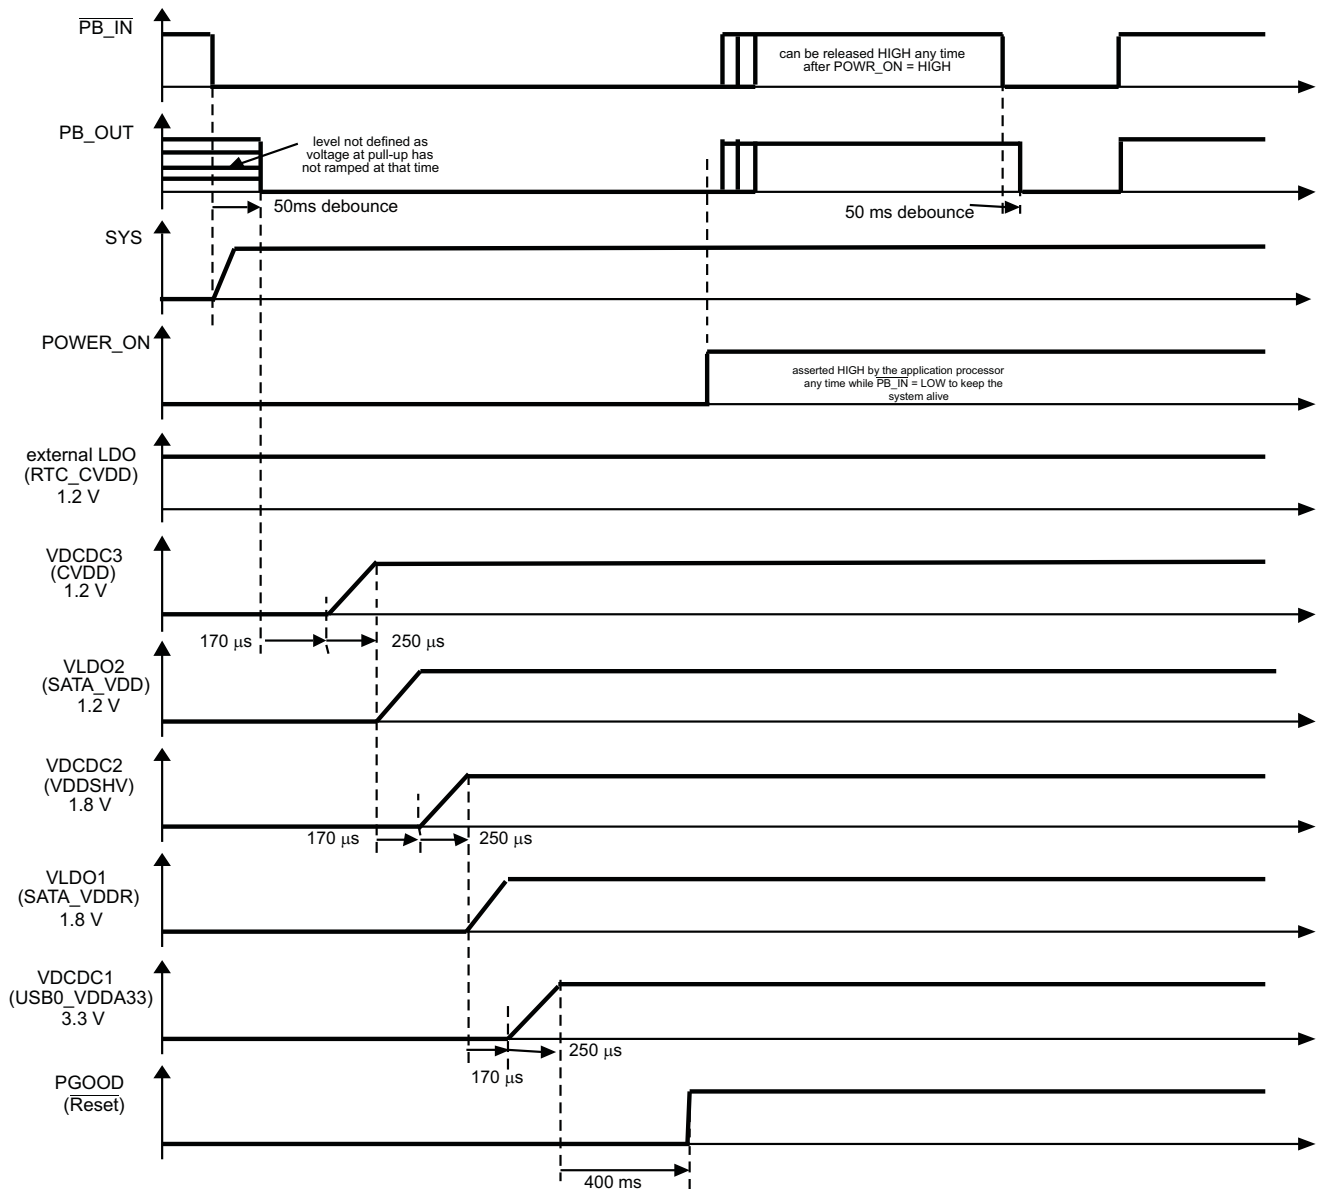 PB_IN
can be released HIGH any time
after POWR_ON = HIGH
PB_OUT
level not defined as
voltage at pull-up has
not ramped at that time
50ms debounce
50 ms debounce
SYS
POWER_ON
asserted HIGH by the application processor
any time while PB_IN = LOW to keep the
system alive
external LDO
(RTC_CVDD)
1.2 V
VDCDC3
(CVDD)
1.2 V
170 µs
250 µs
VLDO2
(SATA_VDD)
1.2 V
VDCDC2
(VDDSHV)
1.8 V
170 µs
250 µs
VLDO1
(SATA_VDDR)
1.8 V
VDCDC1
(USB0_VDDA33)
3.3 V
250 µs
170 µs
PGOOD
(Reset)
400 ms